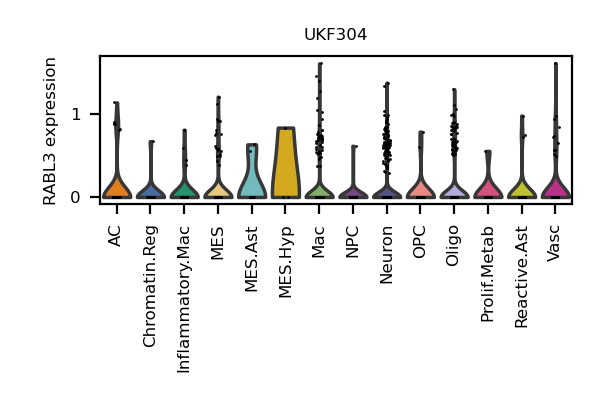 UKF304
RABL3 expression
1
0
AC
Chromatin.Reg
Inflammatory.Mac
MES
MES.Ast
MES.Hyp
Mac
NPC
Neuron
OPC
Oligo
Prolif.Metab
Reactive.Ast
Vasc